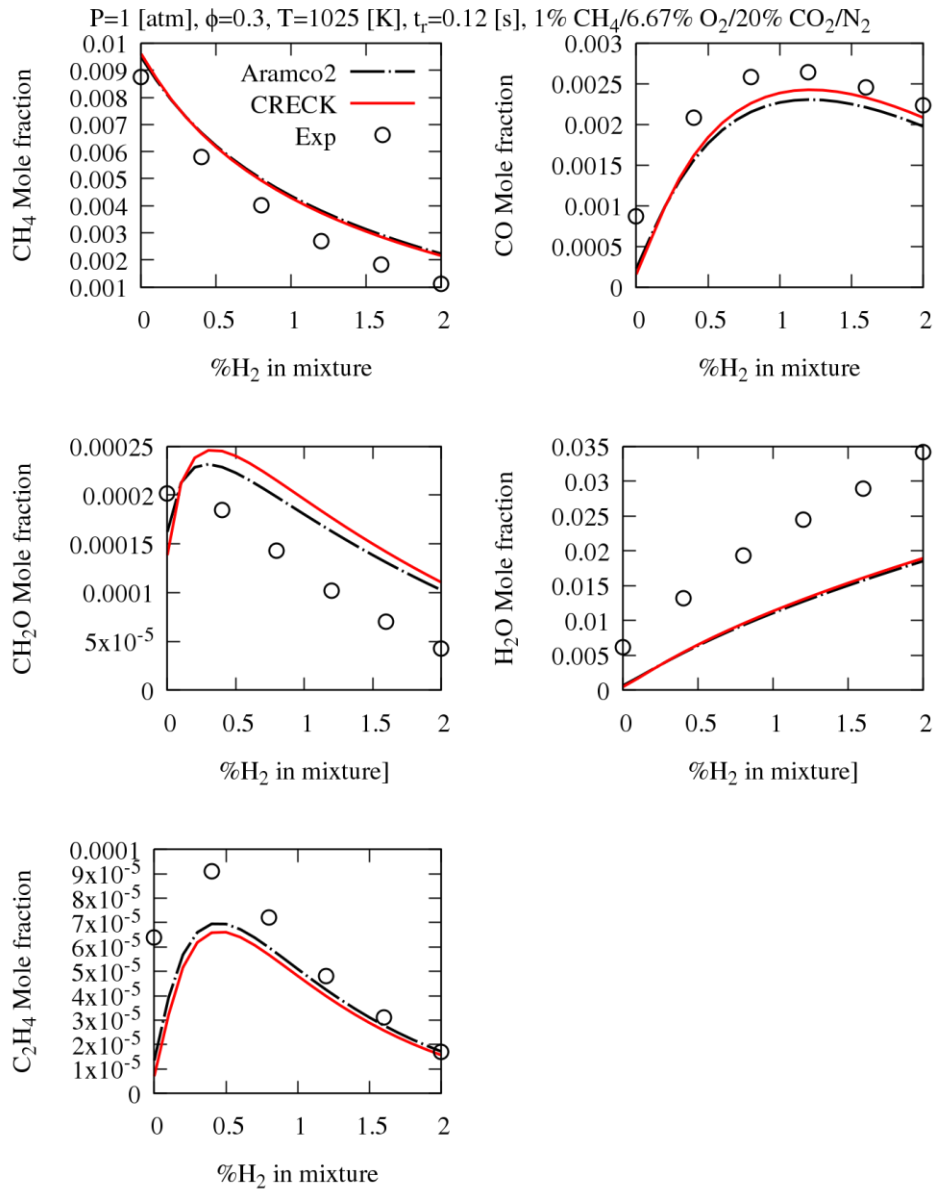 P=1 [atm], ϕ=0.3, T=1025 [K], tᵣ=0.12 [s], 1% CH₄/6.67% O₂/20% CO₂/N₂
CH₄ Mole fraction
0.01
0.009
0.008
0.007
0.006
0.005
0.004
0.003
0.002
0.001
Aramco2
CRECK
Exp
0 0.5 1 1.5 2
%H₂ in mixture
CO Mole fraction
0.003
0.0025
0.002
0.0015
0.001
0.0005
0
0 0.5 1 1.5 2
%H₂ in mixture
CH₂O Mole fraction
0.00025
0.0002
0.00015
0.0001
5x10⁻⁵
0
0 0.5 1 1.5 2
%H₂ in mixture]
H₂O Mole fraction
0.035
0.03
0.025
0.02
0.015
0.01
0.005
0
0 0.5 1 1.5 2
%H₂ in mixture]
C₂H₄ Mole fraction
0.0001
9x10⁻⁵
8x10⁻⁵
7x10⁻⁵
6x10⁻⁵
5x10⁻⁵
4x10⁻⁵
3x10⁻⁵
2x10⁻⁵
1x10⁻⁵
0
0 0.5 1 1.5 2
%H₂ in mixture